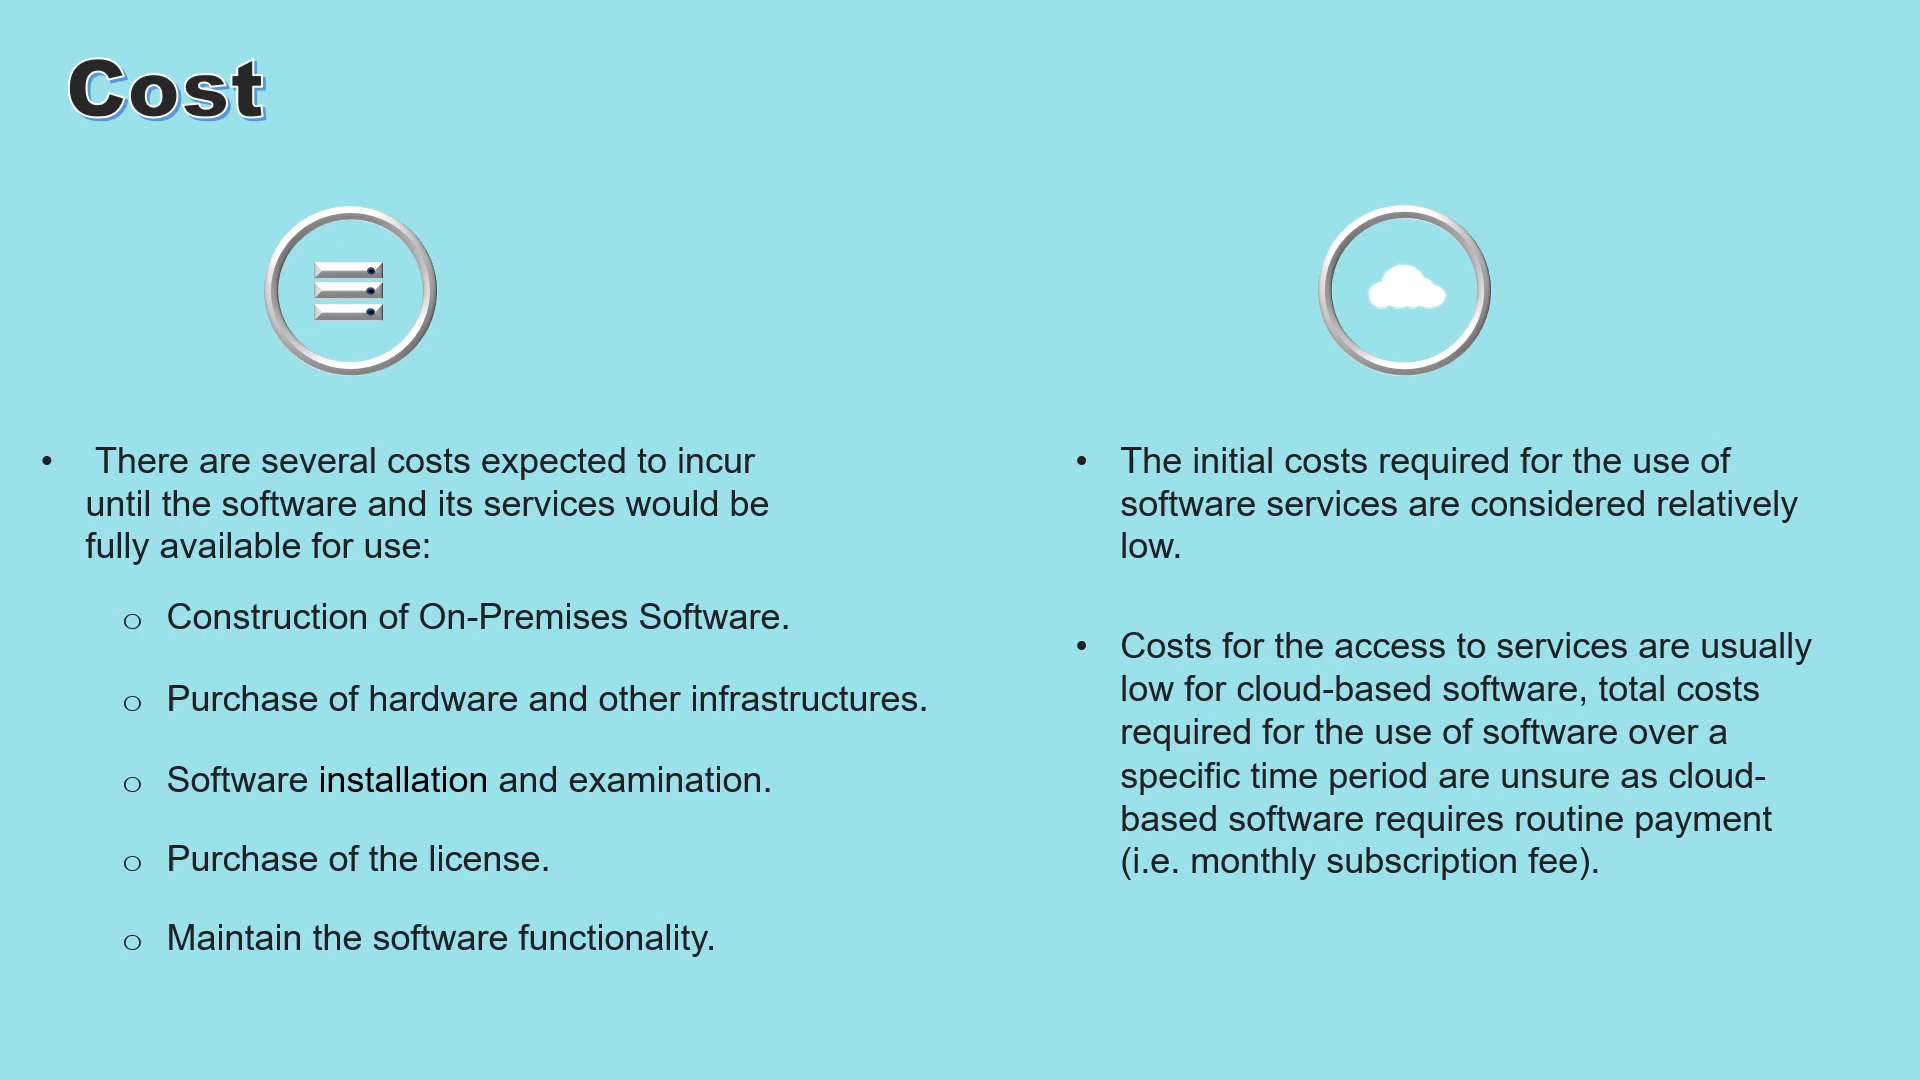 Cost
• There are several costs expected to incur
until the software and its services would be
fully available for use:
o Construction of On-Premises Software.
o Purchase of hardware and other infrastructures.
o Software installation and examination.
o Purchase of the license.
o Maintain the software functionality.
• The initial costs required for the use of
software services are considered relatively
low.
• Costs for the access to services are usually
low for cloud-based software, total costs
required for the use of software over a
specific time period are unsure as cloud-
based software requires routine payment
(i.e. monthly subscription fee).